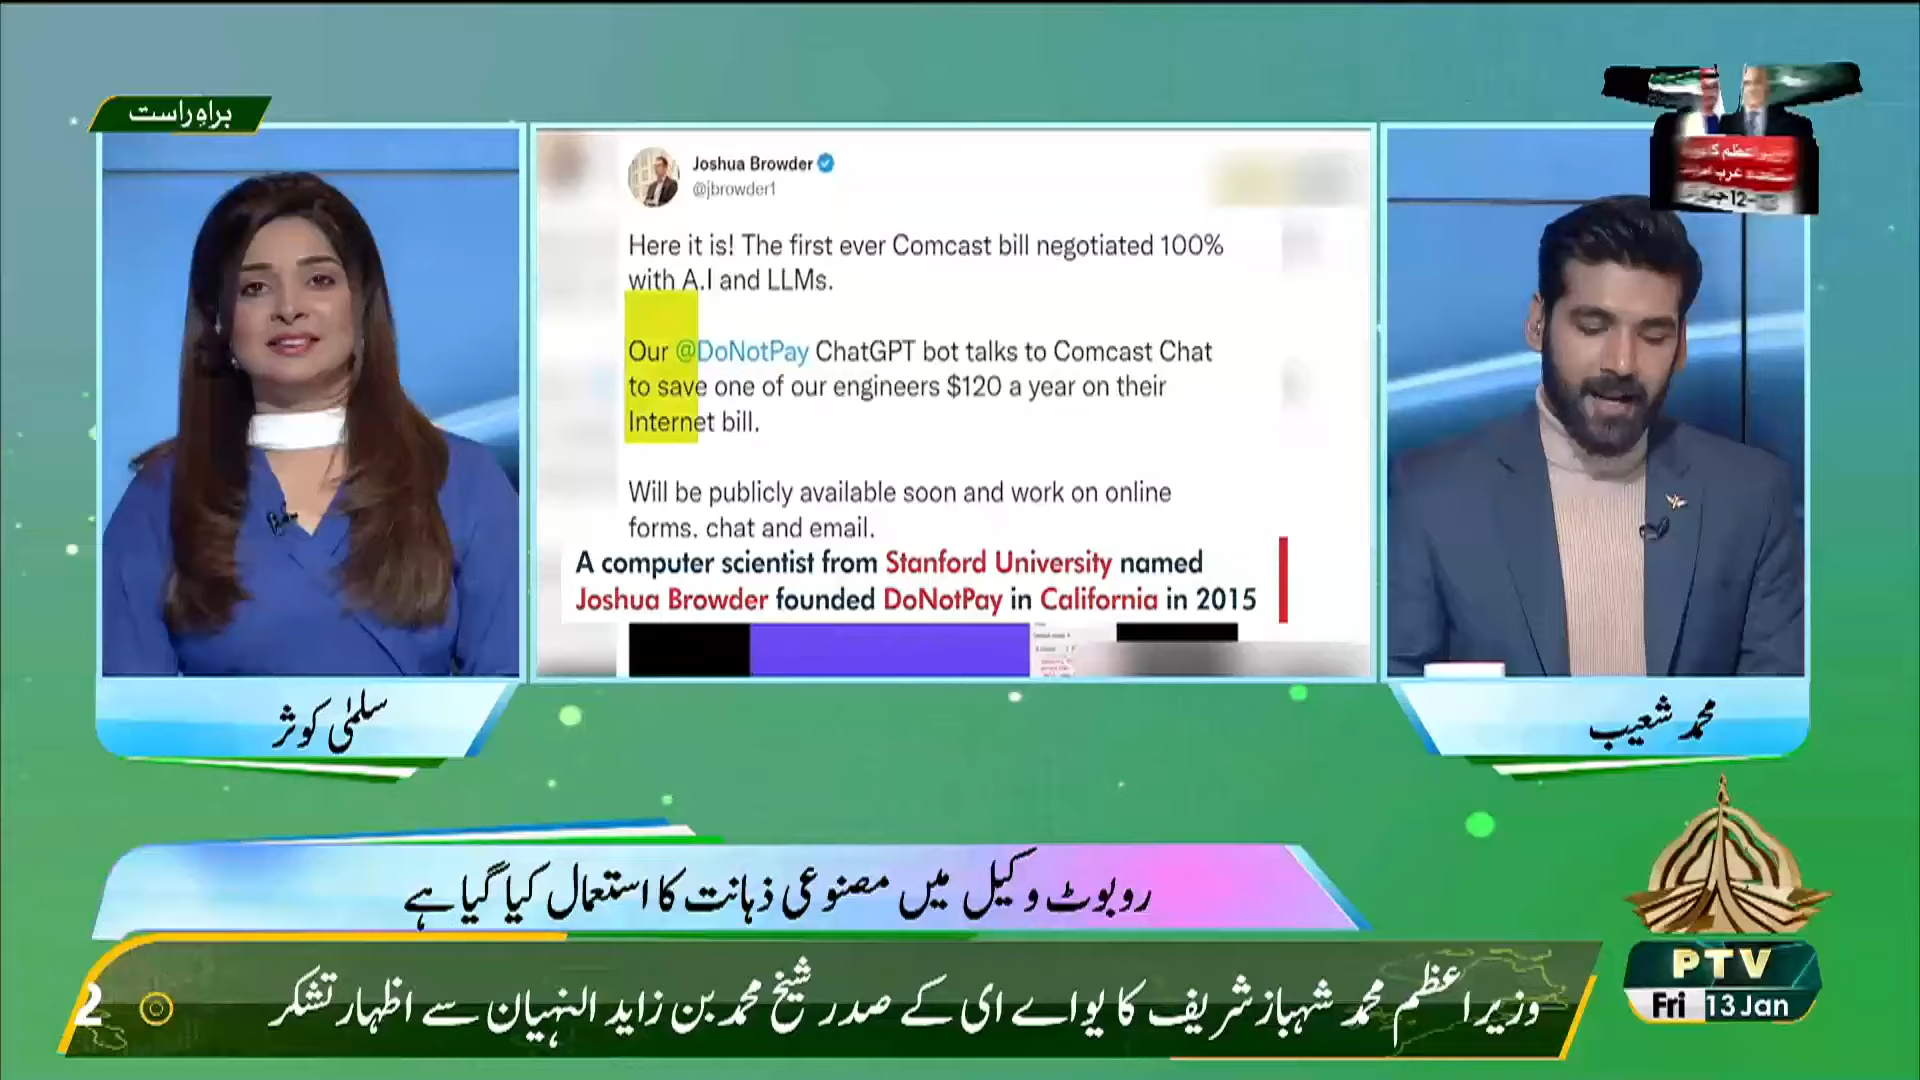 براہِ راست
Joshua Browder
@jbrowder1
Here it is! The first ever Comcast bill negotiated 100%
with A.I and LLMs.
Our @DoNotPay ChatGPT bot talks to Comcast Chat
to save one of our engineers $120 a year on their
Internet bill.
Will be publicly available soon and work on online
forms, chat and email.
A computer scientist from Stanford University named
Joshua Browder founded DoNotPay in California in 2015
سلمیٰ کوثر
محمد شعیب
روبوٹ وکیل میں مصنوعی ذہانت کا استعمال کیا گیا ہے
وزیراعظم محمد شہباز شریف کا یو اے ای کے صدر شیخ محمد بن زاید النہیان سے اظہار تشکر
2
PTV
Fri 13 Jan